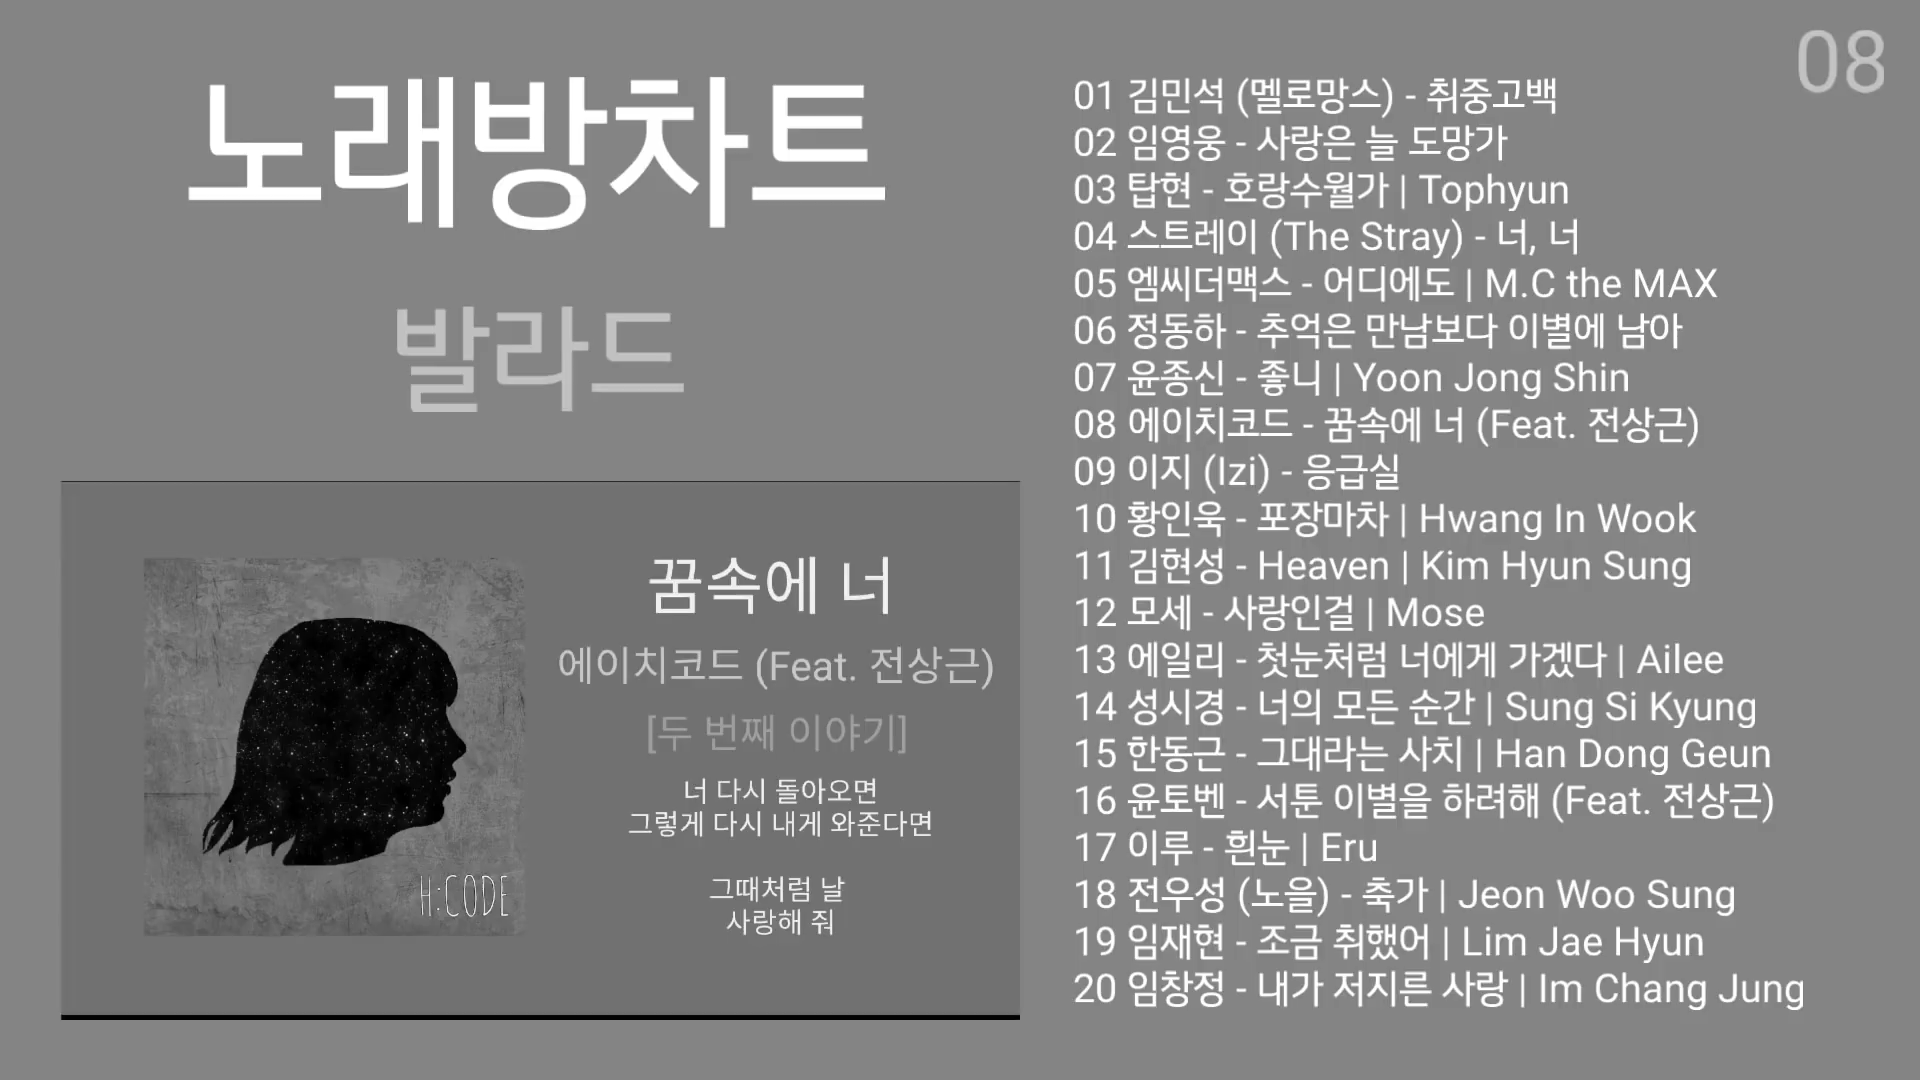 노래방차트
발라드
꿈속에 너
에이치코드 (Feat. 전상근)
[두 번째 이야기]
너 다시 돌아오면
그렇게 다시 내게 와준다면
그때처럼 날
사랑해 줘
H:CODE
08
01 김민석 (멜로망스) - 취중고백
02 임영웅 - 사랑은 늘 도망가
03 탑현 - 호랑수월가 | Tophyun
04 스트레이 (The Stray) - 너, 너
05 엠씨더맥스 - 어디에도 | M.C the MAX
06 정동하 - 추억은 만남보다 이별에 남아
07 윤종신 - 좋니 | Yoon Jong Shin
08 에이치코드 - 꿈속에 너 (Feat. 전상근)
09 이지 (Izi) - 응급실
10 황인욱 - 포장마차 | Hwang In Wook
11 김현성 - Heaven | Kim Hyun Sung
12 모세 - 사랑인걸 | Mose
13 에일리 - 첫눈처럼 너에게 가겠다 | Ailee
14 성시경 - 너의 모든 순간 | Sung Si Kyung
15 한동근 - 그대라는 사치 | Han Dong Geun
16 윤토벤 - 서툰 이별을 하려해 (Feat. 전상근)
17 이루 - 흰눈 | Eru
18 전우성 (노을) - 축가 | Jeon Woo Sung
19 임재현 - 조금 취했어 | Lim Jae Hyun
20 임창정 - 내가 저지른 사랑 | Im Chang Jung